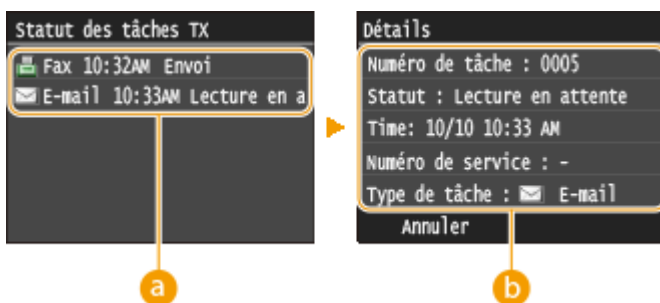 Statut des tâches TX
Fax 10:32AM Envoi
E-mail 10:33AM Lecture en a
a
Détails
Numéro de tâche : 0005
Statut : Lecture en attente
Time: 10/10 10:33 AM
Numéro de service : -
Type de tâche : E-mail
Annuler
b